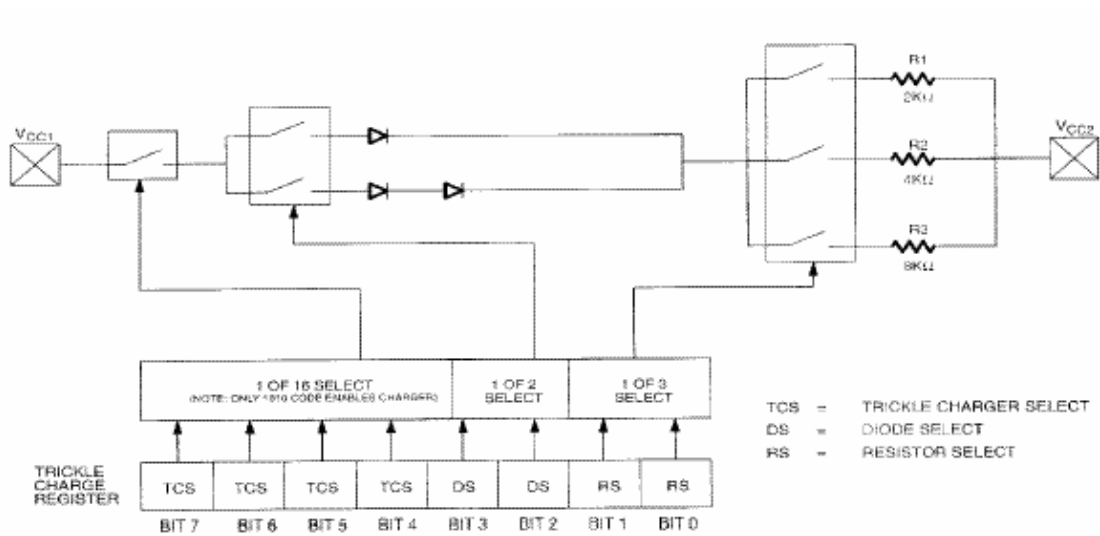 VCC1
R1
2KΩ
R2
4KΩ
R3
8KΩ
VCC2
1 OF 16 SELECT
(NOTE: ONLY 1010 CODE ENABLES CHARGER)
1 OF 2
SELECT
1 OF 3
SELECT
TCS = TRICKLE CHARGER SELECT
DS = DIODE SELECT
RS = RESISTOR SELECT
TRICKLE
CHARGE
REGISTER
TCS TCS TCS TCS DS DS RS RS
BIT 7 BIT 6 BIT 5 BIT 4 BIT 3 BIT 2 BIT 1 BIT 0